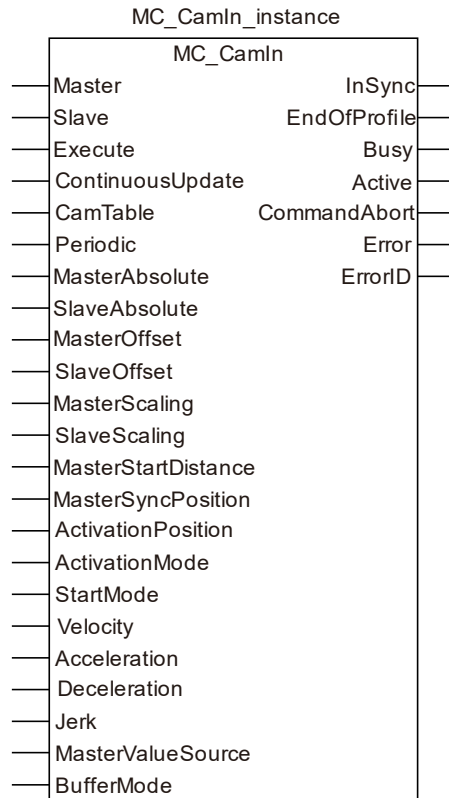 MC_CamIn_instance
MC_CamIn
Master InSync
Slave EndOfProfile
Execute Busy
ContinuousUpdate Active
CamTable CommandAbort
Periodic Error
MasterAbsolute ErrorID
SlaveAbsolute
MasterOffset
SlaveOffset
MasterScaling
SlaveScaling
MasterStartDistance
MasterSyncPosition
ActivationPosition
ActivationMode
StartMode
Velocity
Acceleration
Deceleration
Jerk
MasterValueSource
BufferMode